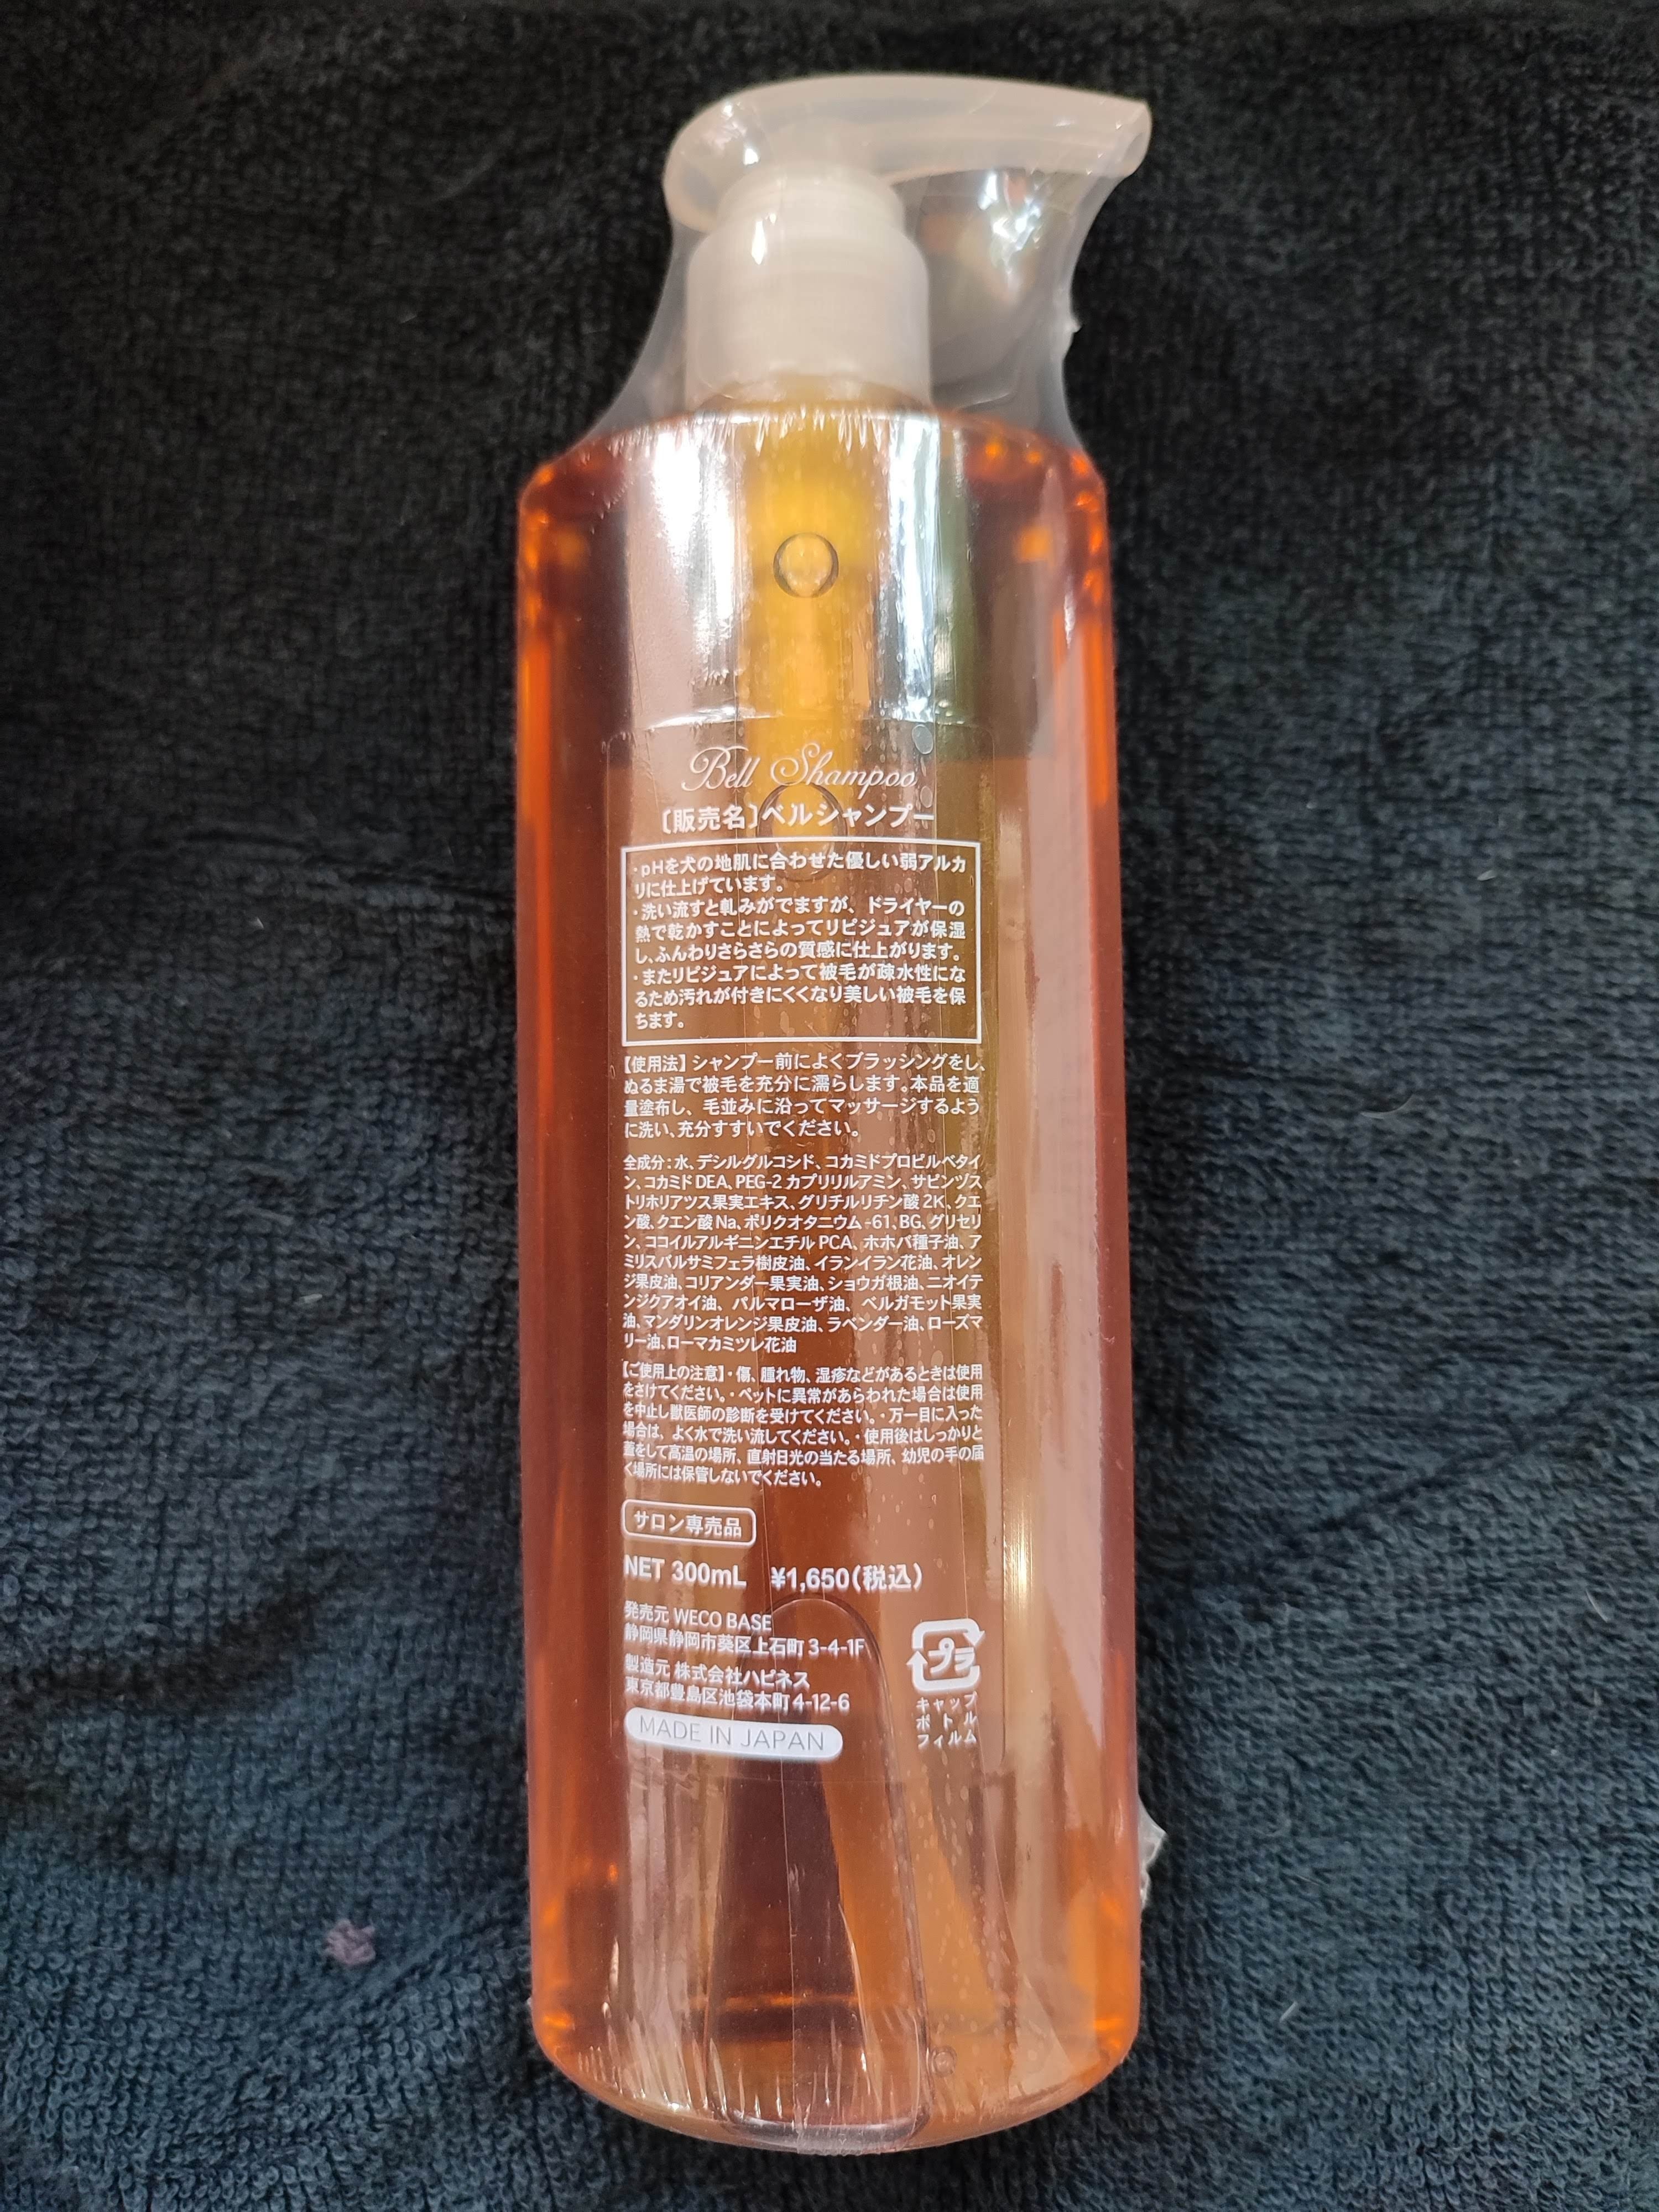 Bell Shampoo
〔販売名〕ベルシャンプー
・pHを犬の地肌に合わせた優しい弱アルカ
リに仕上げています。
・洗い流すと軋みがでますが、ドライヤーの
熱で乾かすことによってリピジュアが保湿
し、ふんわりさらさらの質感に仕上がります。
・またリピジュアによって被毛が疎水性にな
るため汚れが付きにくくなり美しい被毛を保
ちます。
【使用法】シャンプー前によくブラッシングをし、
ぬるま湯で被毛を充分に濡らします。本品を適
量塗布し、毛並みに沿ってマッサージするよう
に洗い、充分すすいでください。
全成分：水、デシルグルコシド、コカミドプロピルベタイ
ン、コカミドDEA、PEG-2カプリリルアミン、サピンヅス
トリホリアツス果実エキス、グリチルリチン酸2K、クエ
ン酸、クエン酸Na、ポリクオタニウム-61、BG、グリセリ
ン、ココイルアルギニンエチルPCA、ホホバ種子油、ア
ミリスバルサミフェラ樹皮油、イランイラン花油、オレン
ジ果皮油、コリアンダー果実油、ショウガ根油、ニオイテ
ンジクアオイ油、パルマローザ油、ベルガモット果実
油、マンダリンオレンジ果皮油、ラベンダー油、ローズマ
リー油、ローマカミツレ花油
【ご使用上の注意】・傷、腫れ物、湿疹などがあるときは使用
をさけてください。・ペットに異常があらわれた場合は使用
を中止し獣医師の診断を受けてください。・万一目に入った
場合は、よく水で洗い流してください。・使用後はしっかりと
蓋をして高温の場所、直射日光の当たる場所、幼児の手の届
く場所には保管しないでください。
サロン専売品
NET 300mL ¥1,650(税込)
発売元 WECO BASE
静岡県静岡市葵区上石町3-4-1F
製造元 株式会社ハピネス
東京都豊島区池袋本町4-12-6
MADE IN JAPAN
プラ
キャップ
ボトル
フィルム